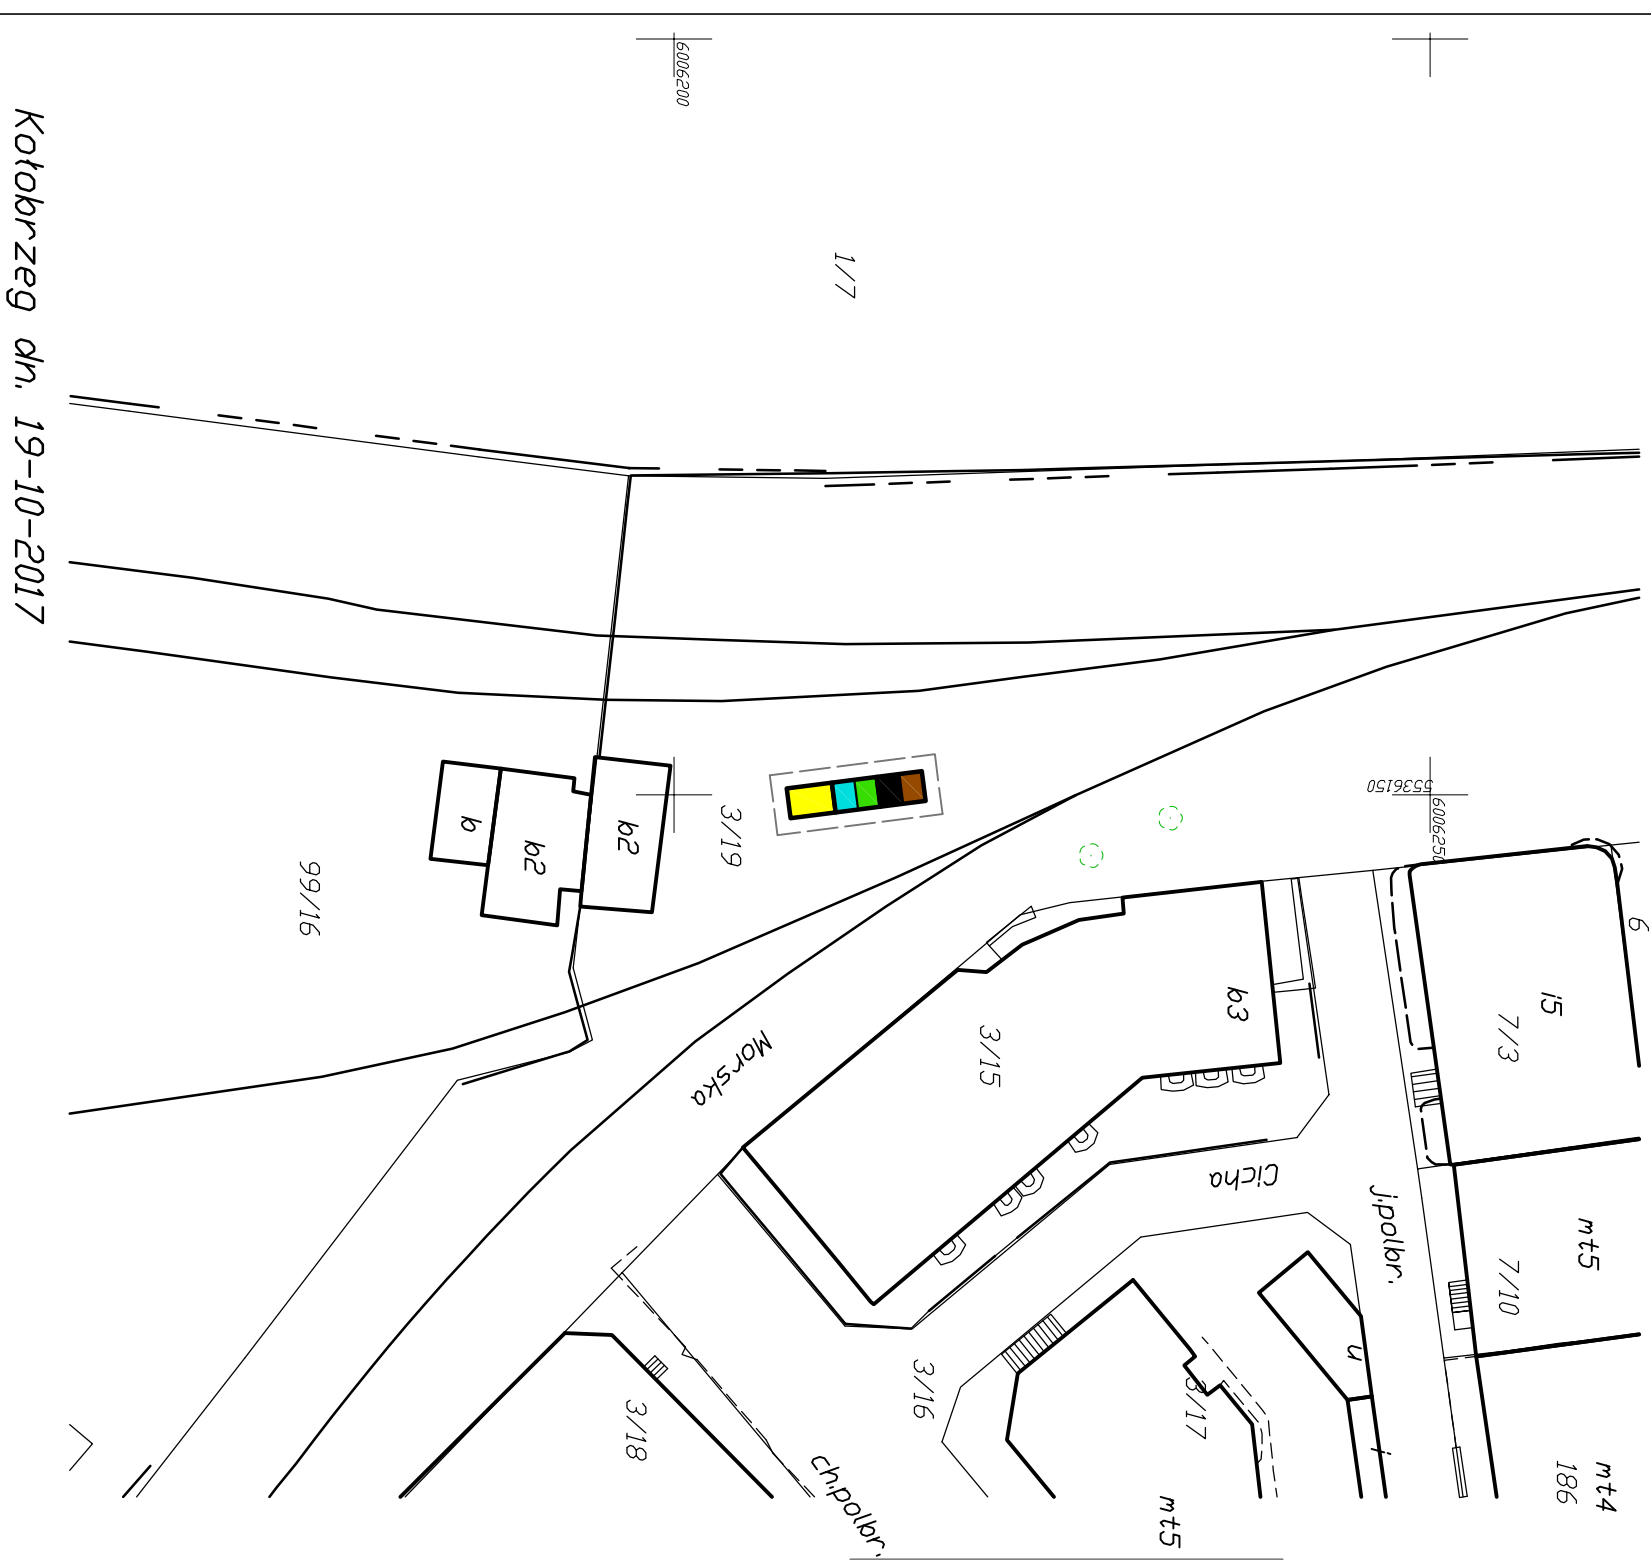 Kołobrzeg dn. 19-10-2017
6006200
1/7
5536150
6006250
3/19
b
b2
b2
99/16
6
i5
7/3
b3
3/15
Morska
Cicha
j.polbr.
mt5
7/10
u
3/16
3/17
i
3/18
ch.polbr.
mt5
mt4
186